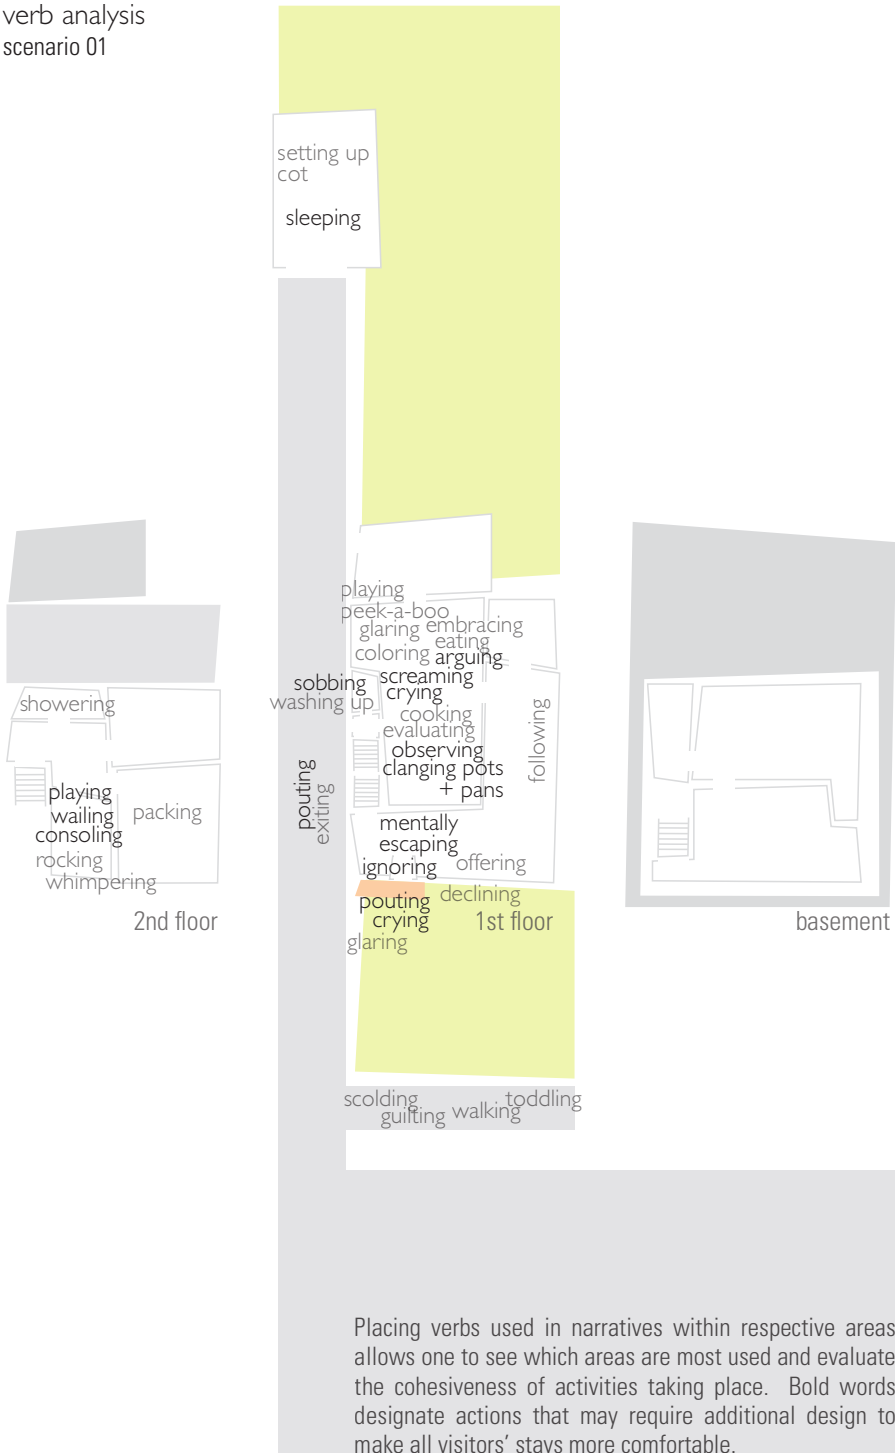 verb analysis
scenario 01
setting up
cot
sleeping
playing
peek-a-boo
glaring
embracing
eating
coloring
arguing
screaming
crying
sobbing
washing up
cooking
evaluating
observing
clanging pots
+ pans
following
pouting
exiting
mentally
escaping
ignoring
offering
declining
pouting
crying
glaring
1st floor
showering
playing
wailing
consoling
packing
rocking
whimpering
2nd floor
basement
scolding
guilting
walking
toddling
Placing verbs used in narratives within respective areas
allows one to see which areas are most used and evaluate
the cohesiveness of activities taking place. Bold words
designate actions that may require additional design to
make all visitors’ stays more comfortable.